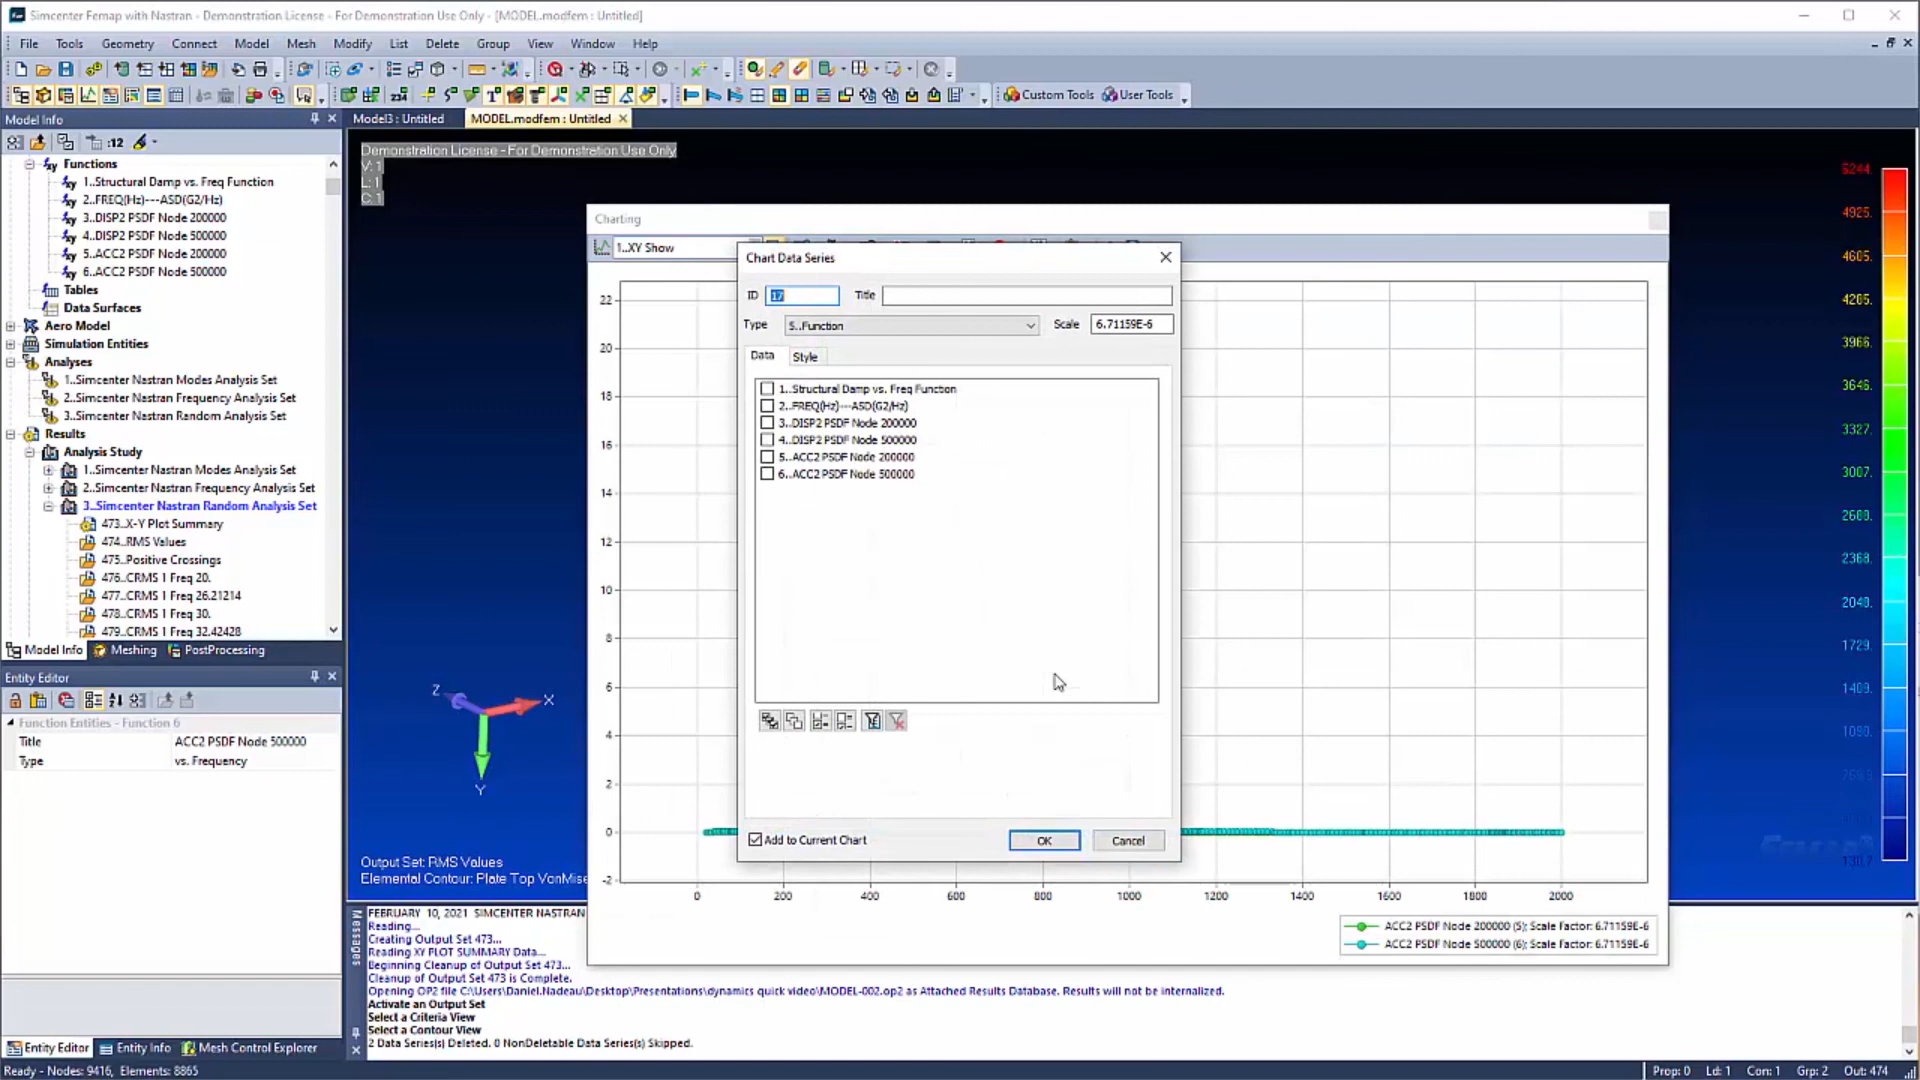 Simcenter Femap with Nastran - Demonstration License - For Demonstration Use Only - [MODEL.modfem : Untitled]
File Tools Geometry Connect Model Mesh Modify List Delete Group View Window Help
Custom Tools User Tools
Model Info
Model3 : Untitled
MODEL.modfem : Untitled
Functions
1..Structural Damp vs. Freq Function
2..FREQ(Hz)---ASD(G2/Hz)
3..DISP2 PSDF Node 200000
4..DISP2 PSDF Node 500000
5..ACC2 PSDF Node 200000
6..ACC2 PSDF Node 500000
Tables
Data Surfaces
Aero Model
Simulation Entities
Analyses
1..Simcenter Nastran Modes Analysis Set
2..Simcenter Nastran Frequency Analysis Set
3..Simcenter Nastran Random Analysis Set
Results
Analysis Study
1..Simcenter Nastran Modes Analysis Set
2..Simcenter Nastran Frequency Analysis Set
3..Simcenter Nastran Random Analysis Set
473..X-Y Plot Summary
474..RMS Values
475..Positive Crossings
476..CRMS 1 Freq 20.
477..CRMS 1 Freq 26.21214
478..CRMS 1 Freq 30.
479..CRMS 1 Freq 32.42428
Model Info Meshing PostProcessing
Entity Editor
Function Entities - Function 6
Title ACC2 PSDF Node 500000
Type vs. Frequency
Entity Editor Entity Info Mesh Control Explorer
Demonstration License - For Demonstration Use Only
V: 1
L: 1
C: 1
Z
X
Y
Output Set: RMS Values
Elemental Contour: Plate Top VonMise
Charting
1..XY Show
22
20
18
16
14
12
10
8
6
4
2
0
-2
0 200 400 600 800 1000 1200 1400 1600 1800 2000
ACC2 PSDF Node 200000 (5); Scale Factor: 6.71159E-6
ACC2 PSDF Node 500000 (6); Scale Factor: 6.71159E-6
Chart Data Series
ID 17 Title
Type 5..Function Scale 6.71159E-6
Data Style
1..Structural Damp vs. Freq Function
2..FREQ(Hz)---ASD(G2/Hz)
3..DISP2 PSDF Node 200000
4..DISP2 PSDF Node 500000
5..ACC2 PSDF Node 200000
6..ACC2 PSDF Node 500000
Add to Current Chart
OK Cancel
5244.
4925.
4605.
4285.
3966.
3646.
3327.
3007.
2688.
2368.
2048.
1729.
1409.
1090.
Messages
FEBRUARY 10, 2021 SIMCENTER NASTRAN
Reading...
Creating Output Set 473...
Reading XY PLOT SUMMARY Data...
Beginning Cleanup of Output Set 473...
Cleanup of Output Set 473 is Complete.
Opening OP2 file C:\Users\Daniel.Nadeau\Desktop\Presentations\dynamics quick video\MODEL-002.op2 as Attached Results Database. Results will not be internalized.
Activate an Output Set
Select a Criteria View
Select a Contour View
2 Data Series(s) Deleted. 0 NonDeletable Data Series(s) Skipped.
Ready - Nodes: 9416, Elements: 8865
Prop: 0 Ld: 1 Con: 1 Grp: 2 Out: 474